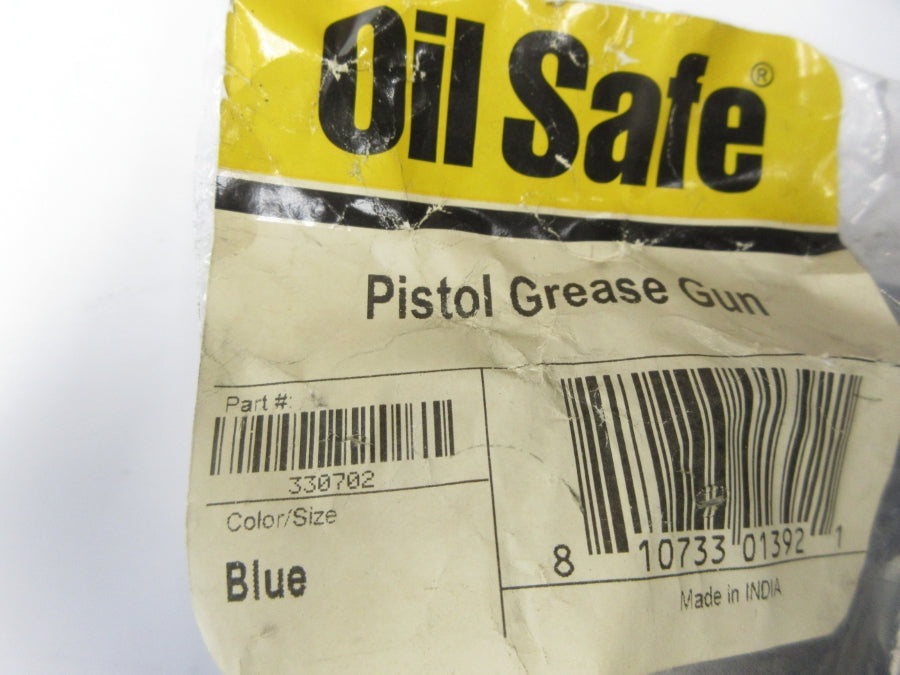 Oil Safe®
Pistol Grease Gun
Part #:
330702
Color/Size
Blue
8 10733 01392 1
Made in INDIA